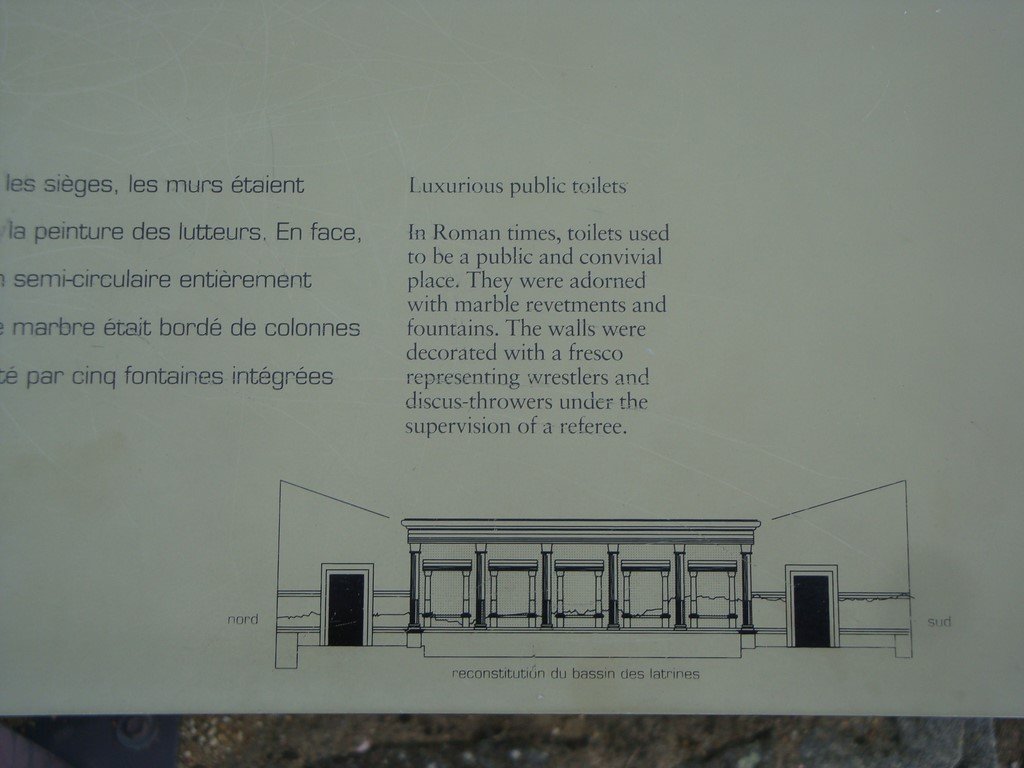 les sièges, les murs étaient
la peinture des lutteurs. En face,
semi-circulaire entièrement
marbre était bordé de colonnes
par cinq fontaines intégrées
Luxurious public toilets
In Roman times, toilets used
to be a public and convivial
place. They were adorned
with marble revetments and
fountains. The walls were
decorated with a fresco
representing wrestlers and
discus-throwers under the
supervision of a referee.
nord
sud
reconstitution du bassin des latrines